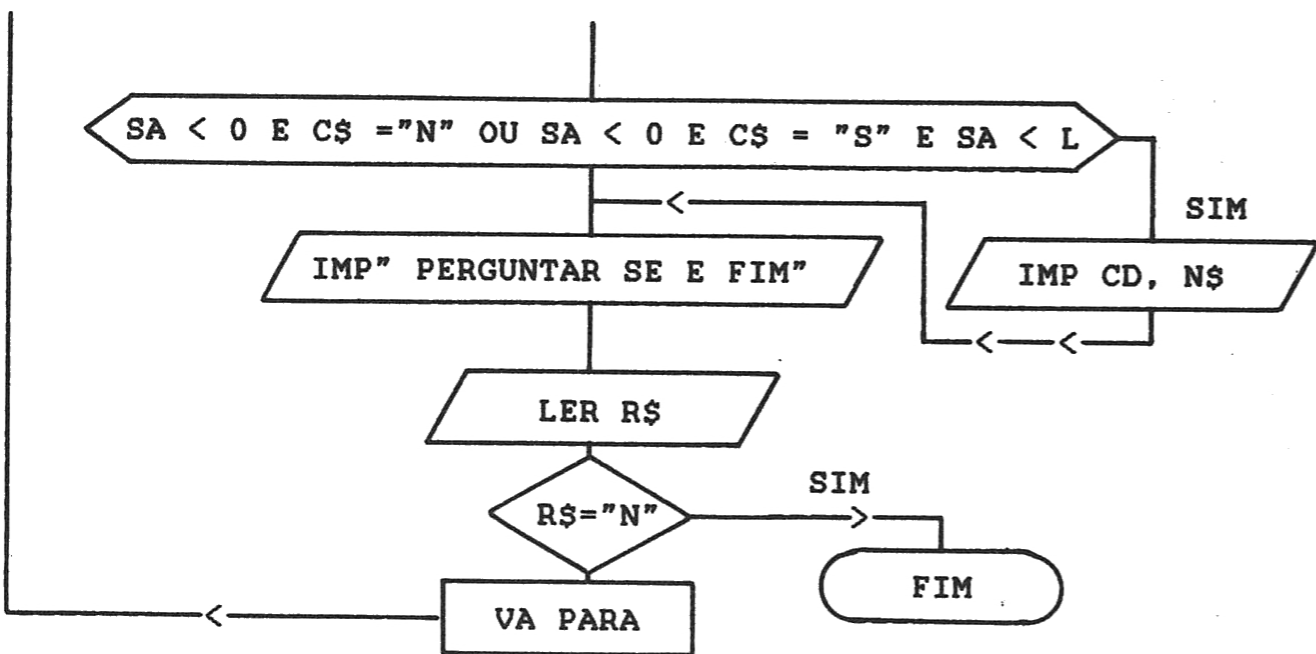 SA < 0 E C$ ="N" OU SA < 0 E C$ = "S" E SA < L
SIM
IMP" PERGUNTAR SE E FIM"
IMP CD, N$
LER R$
R$="N"
SIM
FIM
VA PARA